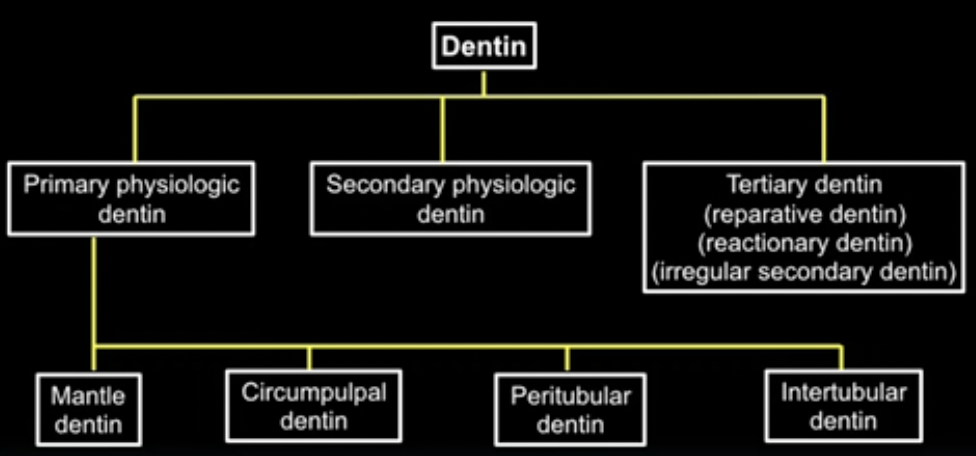 Dentin
Primary physiologic
dentin
Secondary physiologic
dentin
Tertiary dentin
(reparative dentin)
(reactionary dentin)
(irregular secondary dentin)
Mantle
dentin
Circumpulpal
dentin
Peritubular
dentin
Intertubular
dentin